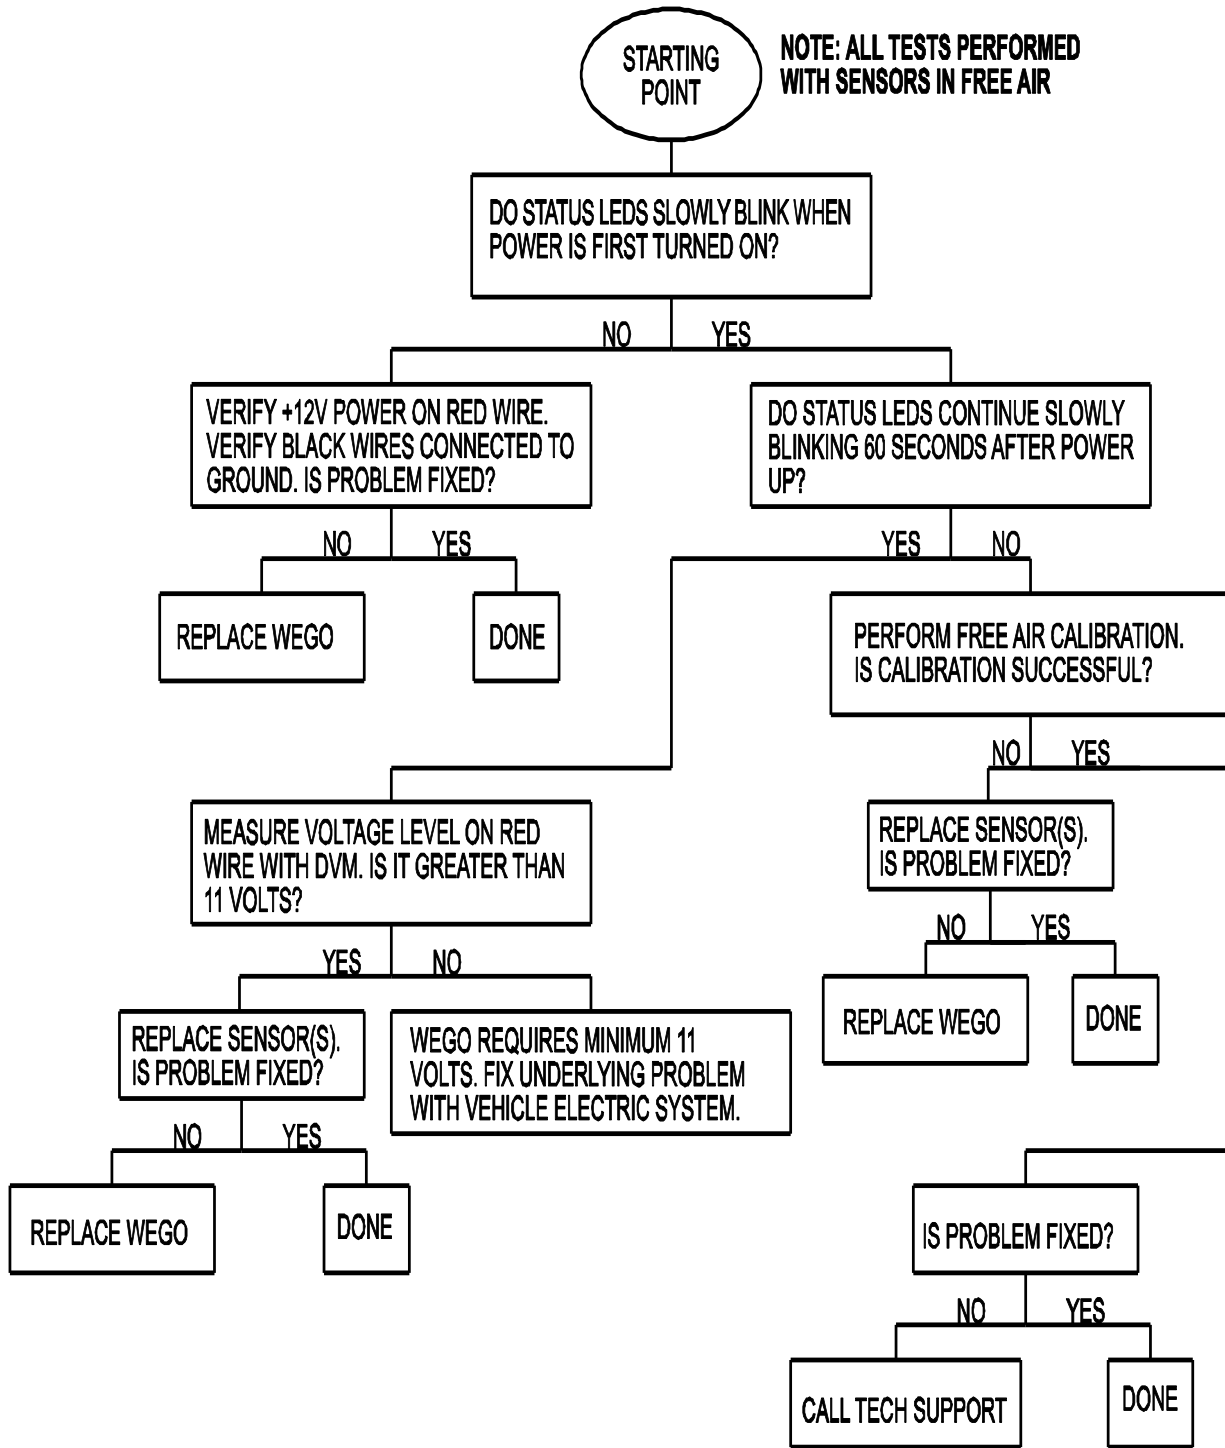 STARTING
POINT
NOTE: ALL TESTS PERFORMED
WITH SENSORS IN FREE AIR
DO STATUS LEDS SLOWLY BLINK WHEN
POWER IS FIRST TURNED ON?
NO
YES
VERIFY +12V POWER ON RED WIRE.
VERIFY BLACK WIRES CONNECTED TO
GROUND. IS PROBLEM FIXED?
DO STATUS LEDS CONTINUE SLOWLY
BLINKING 60 SECONDS AFTER POWER
UP?
NO
YES
YES
NO
REPLACE WEGO
DONE
PERFORM FREE AIR CALIBRATION.
IS CALIBRATION SUCCESSFUL?
NO
YES
MEASURE VOLTAGE LEVEL ON RED
WIRE WITH DVM. IS IT GREATER THAN
11 VOLTS?
REPLACE SENSOR(S).
IS PROBLEM FIXED?
NO
YES
YES
NO
REPLACE WEGO
DONE
REPLACE SENSOR(S).
IS PROBLEM FIXED?
WEGO REQUIRES MINIMUM 11
VOLTS. FIX UNDERLYING PROBLEM
WITH VEHICLE ELECTRIC SYSTEM.
NO
YES
REPLACE WEGO
DONE
IS PROBLEM FIXED?
NO
YES
CALL TECH SUPPORT
DONE